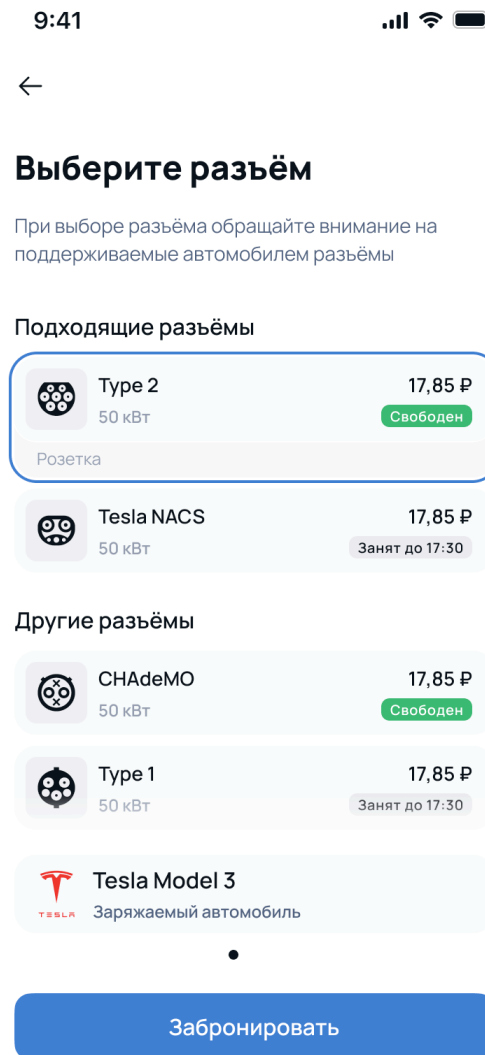 9:41
Выберите разъём
При выборе разъёма обращайте внимание на
поддерживаемые автомобилем разъёмы
Подходящие разъёмы
Type 2
17,85 ₽
50 кВт
Свободен
Розетка
Tesla NACS
17,85 ₽
50 кВт
Занят до 17:30
Другие разъёмы
CHAdeMO
17,85 ₽
50 кВт
Свободен
Type 1
17,85 ₽
50 кВт
Занят до 17:30
Tesla Model 3
TESLA
Заряжаемый автомобиль
Забронировать